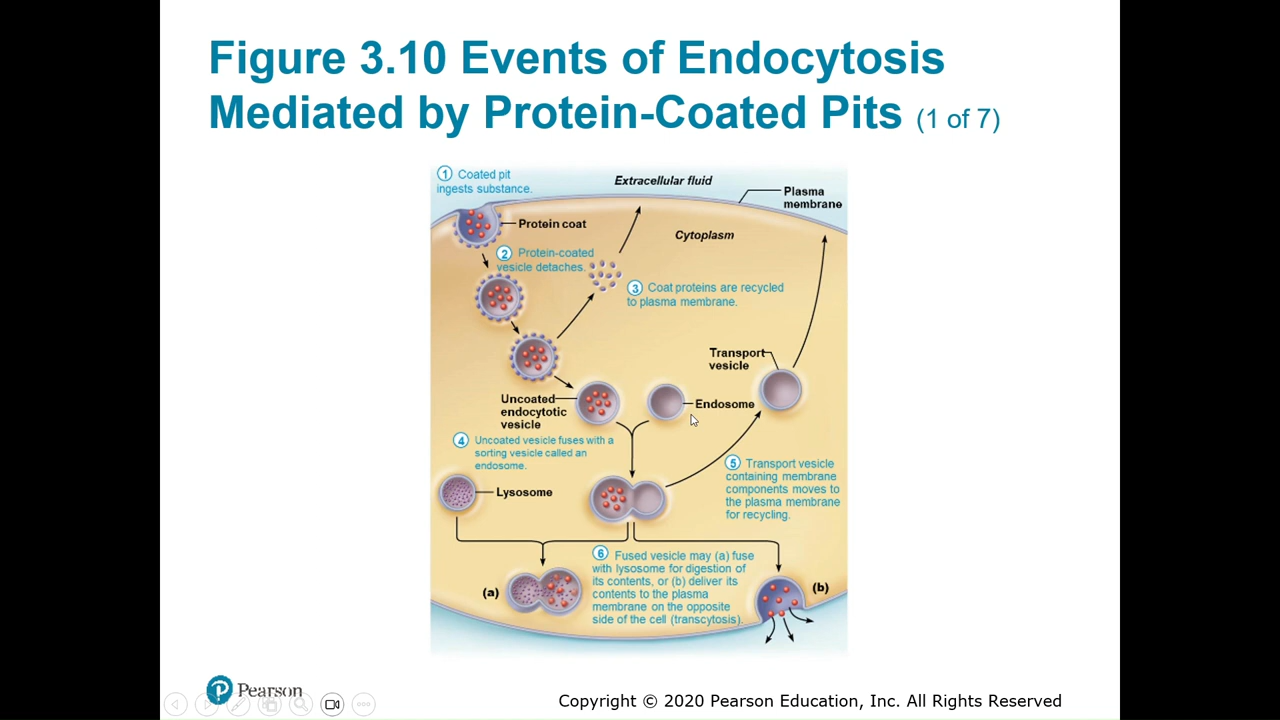 Figure 3.10 Events of Endocytosis
Mediated by Protein-Coated Pits (1 of 7)
1 Coated pit
ingests substance.
Extracellular fluid
Plasma
membrane
Protein coat
Cytoplasm
2 Protein-coated
vesicle detaches.
3 Coat proteins are recycled
to plasma membrane.
Transport
vesicle
Uncoated
endocytotic
vesicle
Endosome
4 Uncoated vesicle fuses with a
sorting vesicle called an
endosome.
5 Transport vesicle
containing membrane
components moves to
the plasma membrane
for recycling.
Lysosome
6 Fused vesicle may (a) fuse
with lysosome for digestion of
its contents, or (b) deliver its
contents to the plasma
membrane on the opposite
side of the cell (transcytosis).
(a)
(b)
P Pearson
Copyright © 2020 Pearson Education, Inc. All Rights Reserved